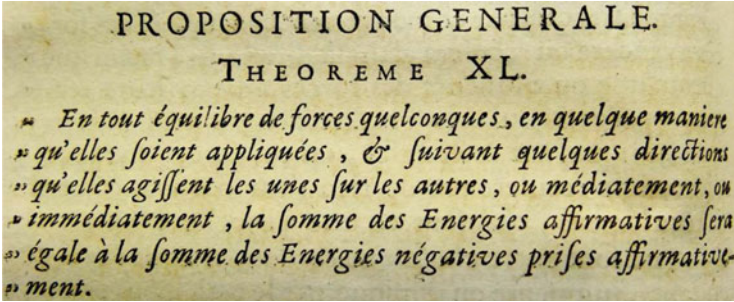 PROPOSITION GENERALE.
THEOREME XL.
„ En tout équilibre de forces quelconques, en quelque maniere
„ qu'elles ſoient appliquées, & ſuivant quelques directions
„ qu'elles agiſſent les unes ſur les autres, ou médiatement, ou
„ immédiatement, la ſomme des Energies affirmatives ſera
„ égale à la ſomme des Energies négatives priſes affirmative-
„ ment.